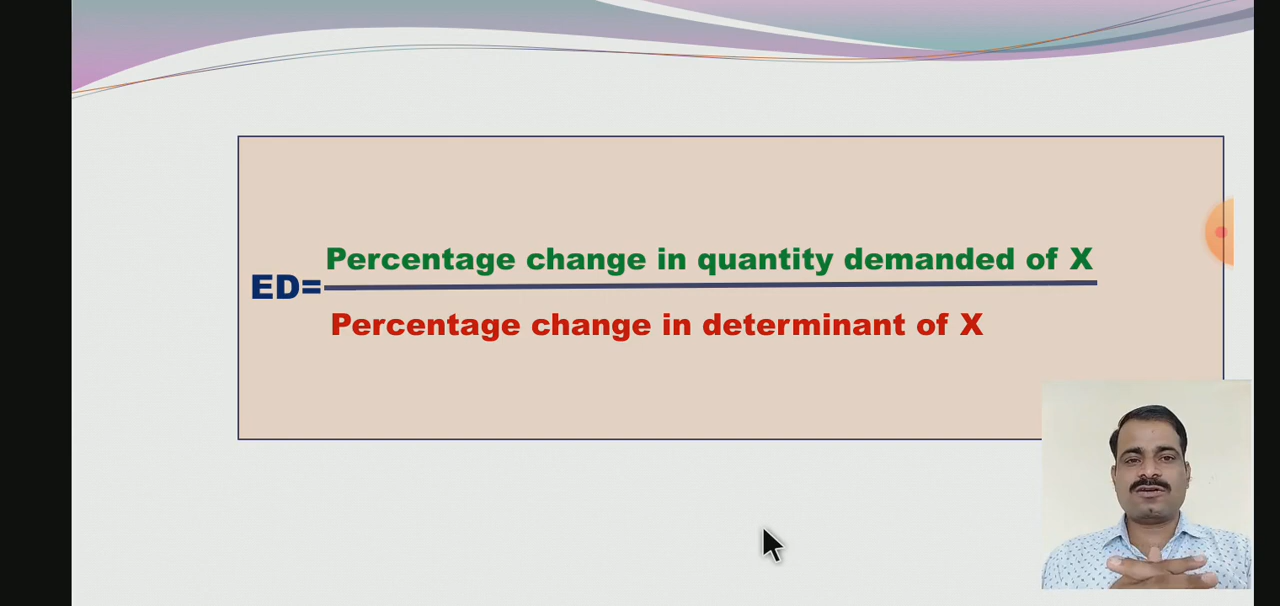 Percentage change in quantity demanded of X
ED=
Percentage change in determinant of X